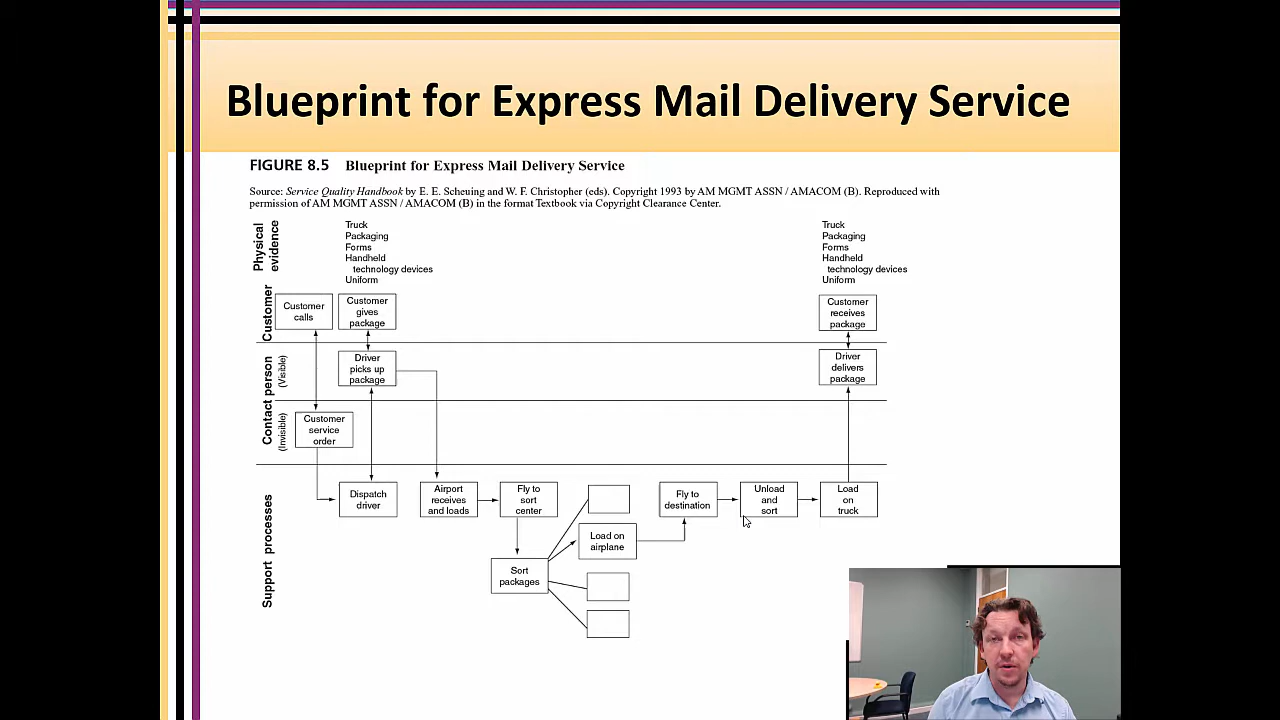 Blueprint for Express Mail Delivery Service
FIGURE 8.5 Blueprint for Express Mail Delivery Service
Source: Service Quality Handbook by E. E. Scheuing and W. F. Christopher (eds). Copyright 1993 by AM MGMT ASSN / AMACOM (B). Reproduced with
permission of AM MGMT ASSN / AMACOM (B) in the format Textbook via Copyright Clearance Center.
Physical
evidence
Truck
Packaging
Forms
Handheld
technology devices
Uniform
Truck
Packaging
Forms
Handheld
technology devices
Uniform
Customer
Customer
calls
Customer
gives
package
Customer
receives
package
Contact person
(Visible)
Driver
picks up
package
Driver
delivers
package
(Invisible)
Customer
service
order
Support processes
Dispatch
driver
Airport
receives
and loads
Fly to
sort
center
Fly to
destination
Unload
and
sort
Load
on
truck
Load on
airplane
Sort
packages